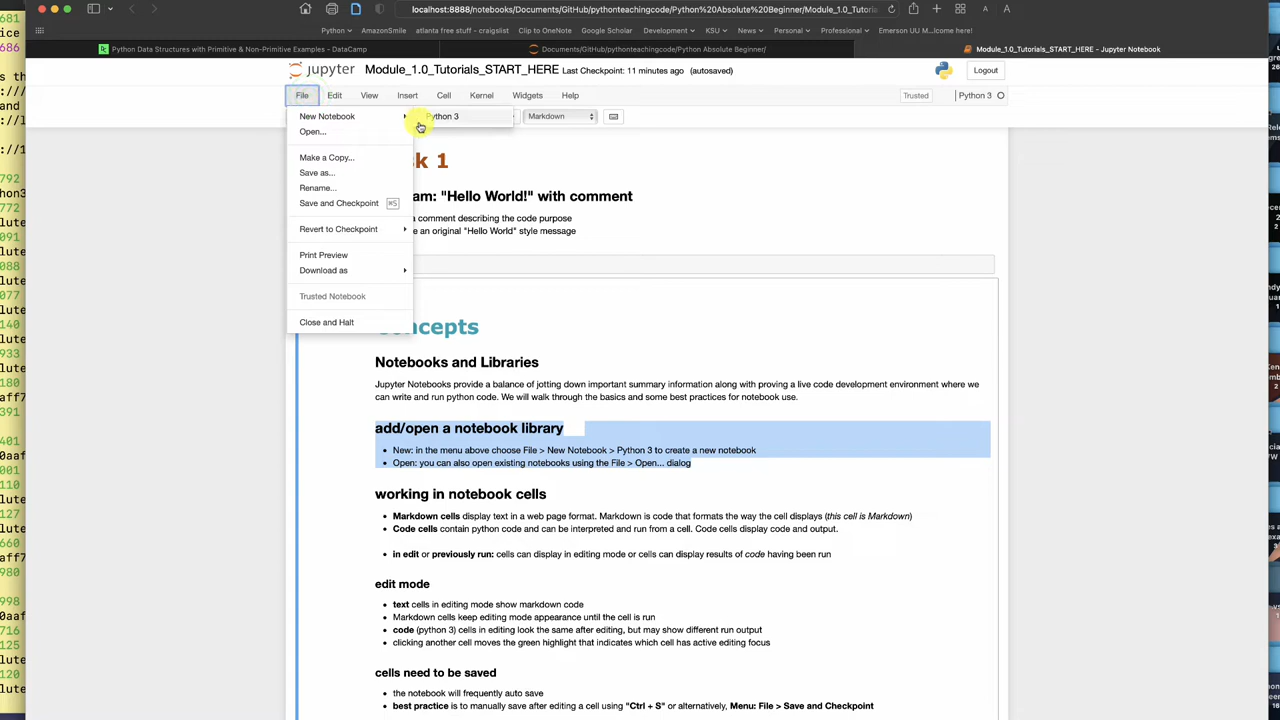 localhost:8888/notebooks/Documents/GitHub/pythonteachingcode/Python%20Absolute%20Beginner/Module_1.0_Tutoria
Python AmazonSmile atlanta free stuff - craigslist Clip to OneNote Google Scholar Development KSU News Personal Professional Emerson UU M...lcome here!
Python Data Structures with Primitive & Non-Primitive Examples - DataCamp Documents/GitHub/pythonteachingcode/Python Absolute Beginner/ Module_1.0_Tutorials_START_HERE - Jupyter Notebook
jupyter Module_1.0_Tutorials_START_HERE Last Checkpoint: 11 minutes ago (autosaved) Logout
File Edit View Insert Cell Kernel Widgets Help Trusted Python 3
New Notebook
Python 3
Markdown
Open...
Make a Copy...
Save as...
Rename...
Save and Checkpoint ⌘S
Revert to Checkpoint
Print Preview
Download as
Trusted Notebook
Close and Halt
k 1
am: "Hello World!" with comment
a comment describing the code purpose
e an original "Hello World" style message
ncepts
Notebooks and Libraries
Jupyter Notebooks provide a balance of jotting down important summary information along with proving a live code development environment where we
can write and run python code. We will walk through the basics and some best practices for notebook use.
add/open a notebook library
• New: in the menu above choose File > New Notebook > Python 3 to create a new notebook
• Open: you can also open existing notebooks using the File > Open... dialog
working in notebook cells
• Markdown cells display text in a web page format. Markdown is code that formats the way the cell displays (this cell is Markdown)
• Code cells contain python code and can be interpreted and run from a cell. Code cells display code and output.
• in edit or previously run: cells can display in editing mode or cells can display results of code having been run
edit mode
• text cells in editing mode show markdown code
• Markdown cells keep editing mode appearance until the cell is run
• code (python 3) cells in editing look the same after editing, but may show different run output
• clicking another cell moves the green highlight that indicates which cell has active editing focus
cells need to be saved
• the notebook will frequently auto save
• best practice is to manually save after editing a cell using "Ctrl + S" or alternatively, Menu: File > Save and Checkpoint